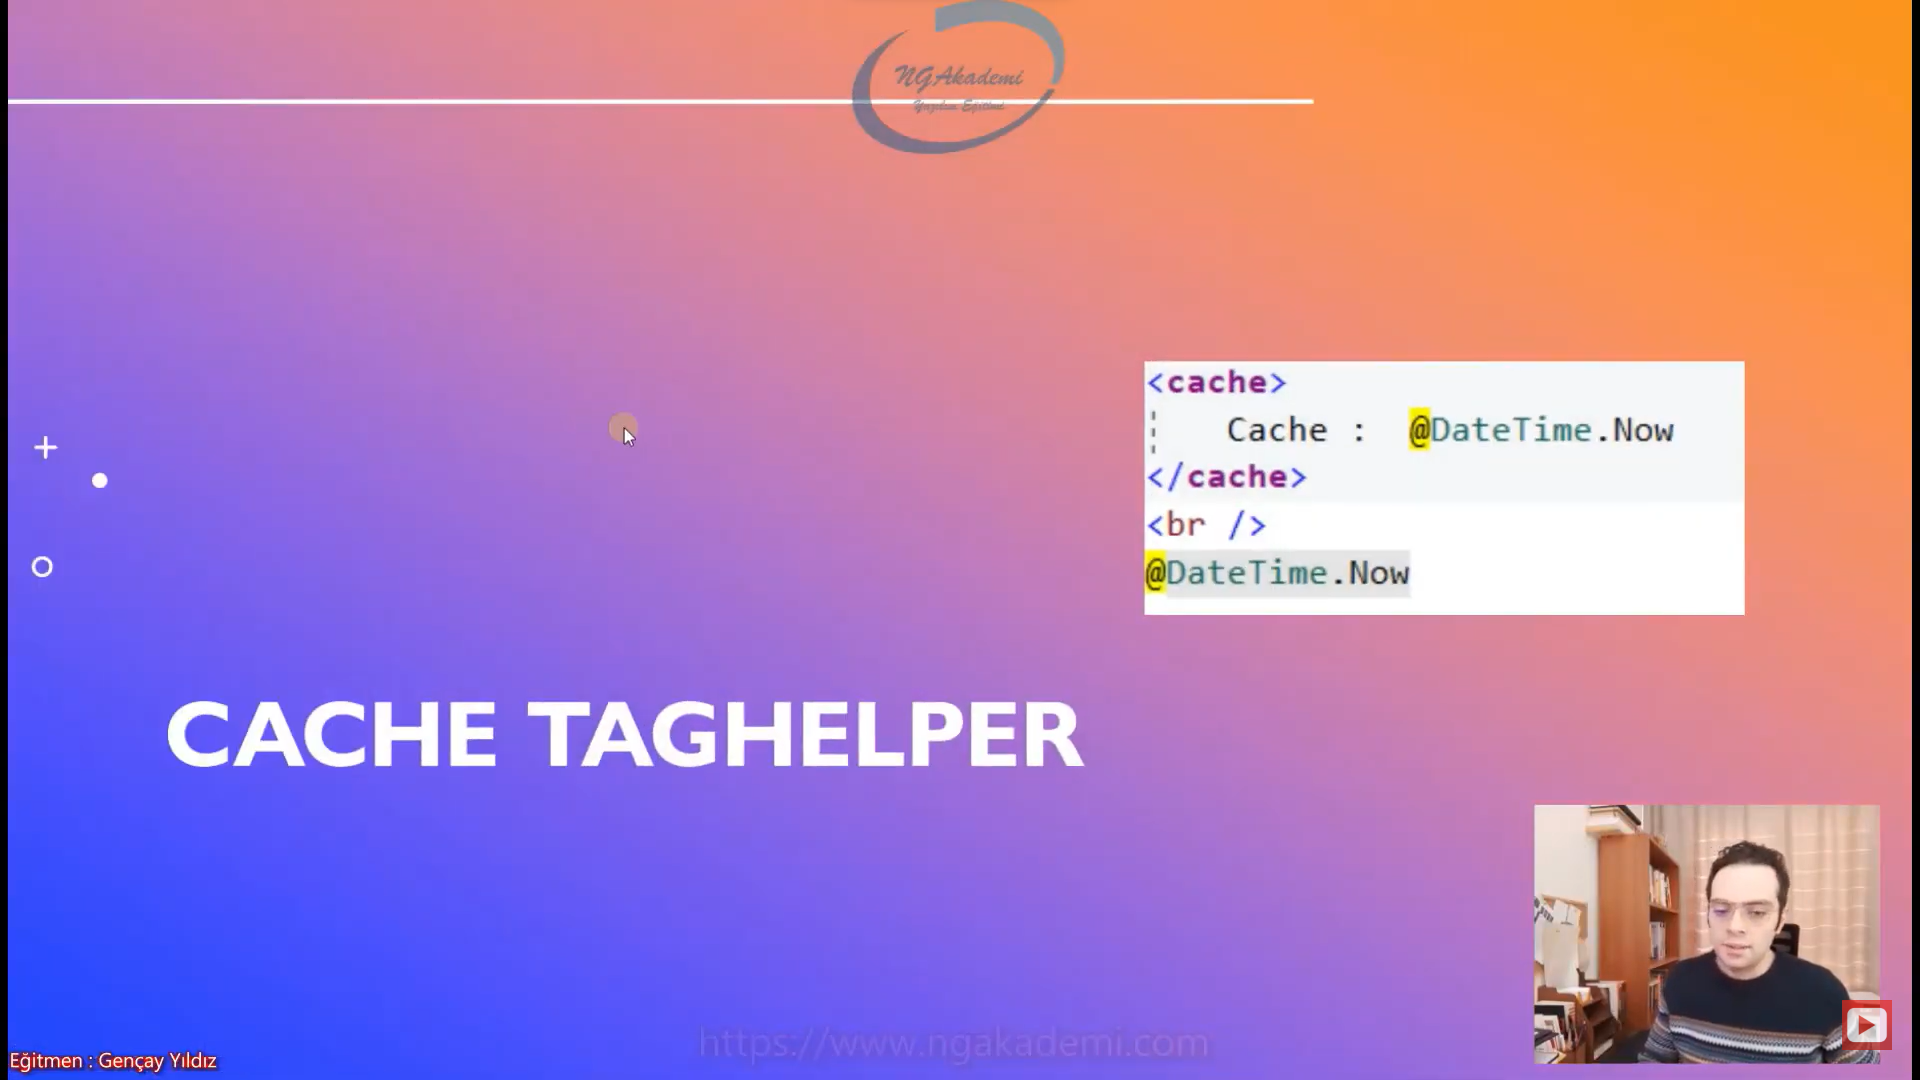 NGAkademi
Yazılım Eğitimi
<cache>
Cache : @DateTime.Now
</cache>
<br />
@DateTime.Now
CACHE TAGHELPER
https://www.ngakademi.com
Eğitmen : Gençay Yıldız